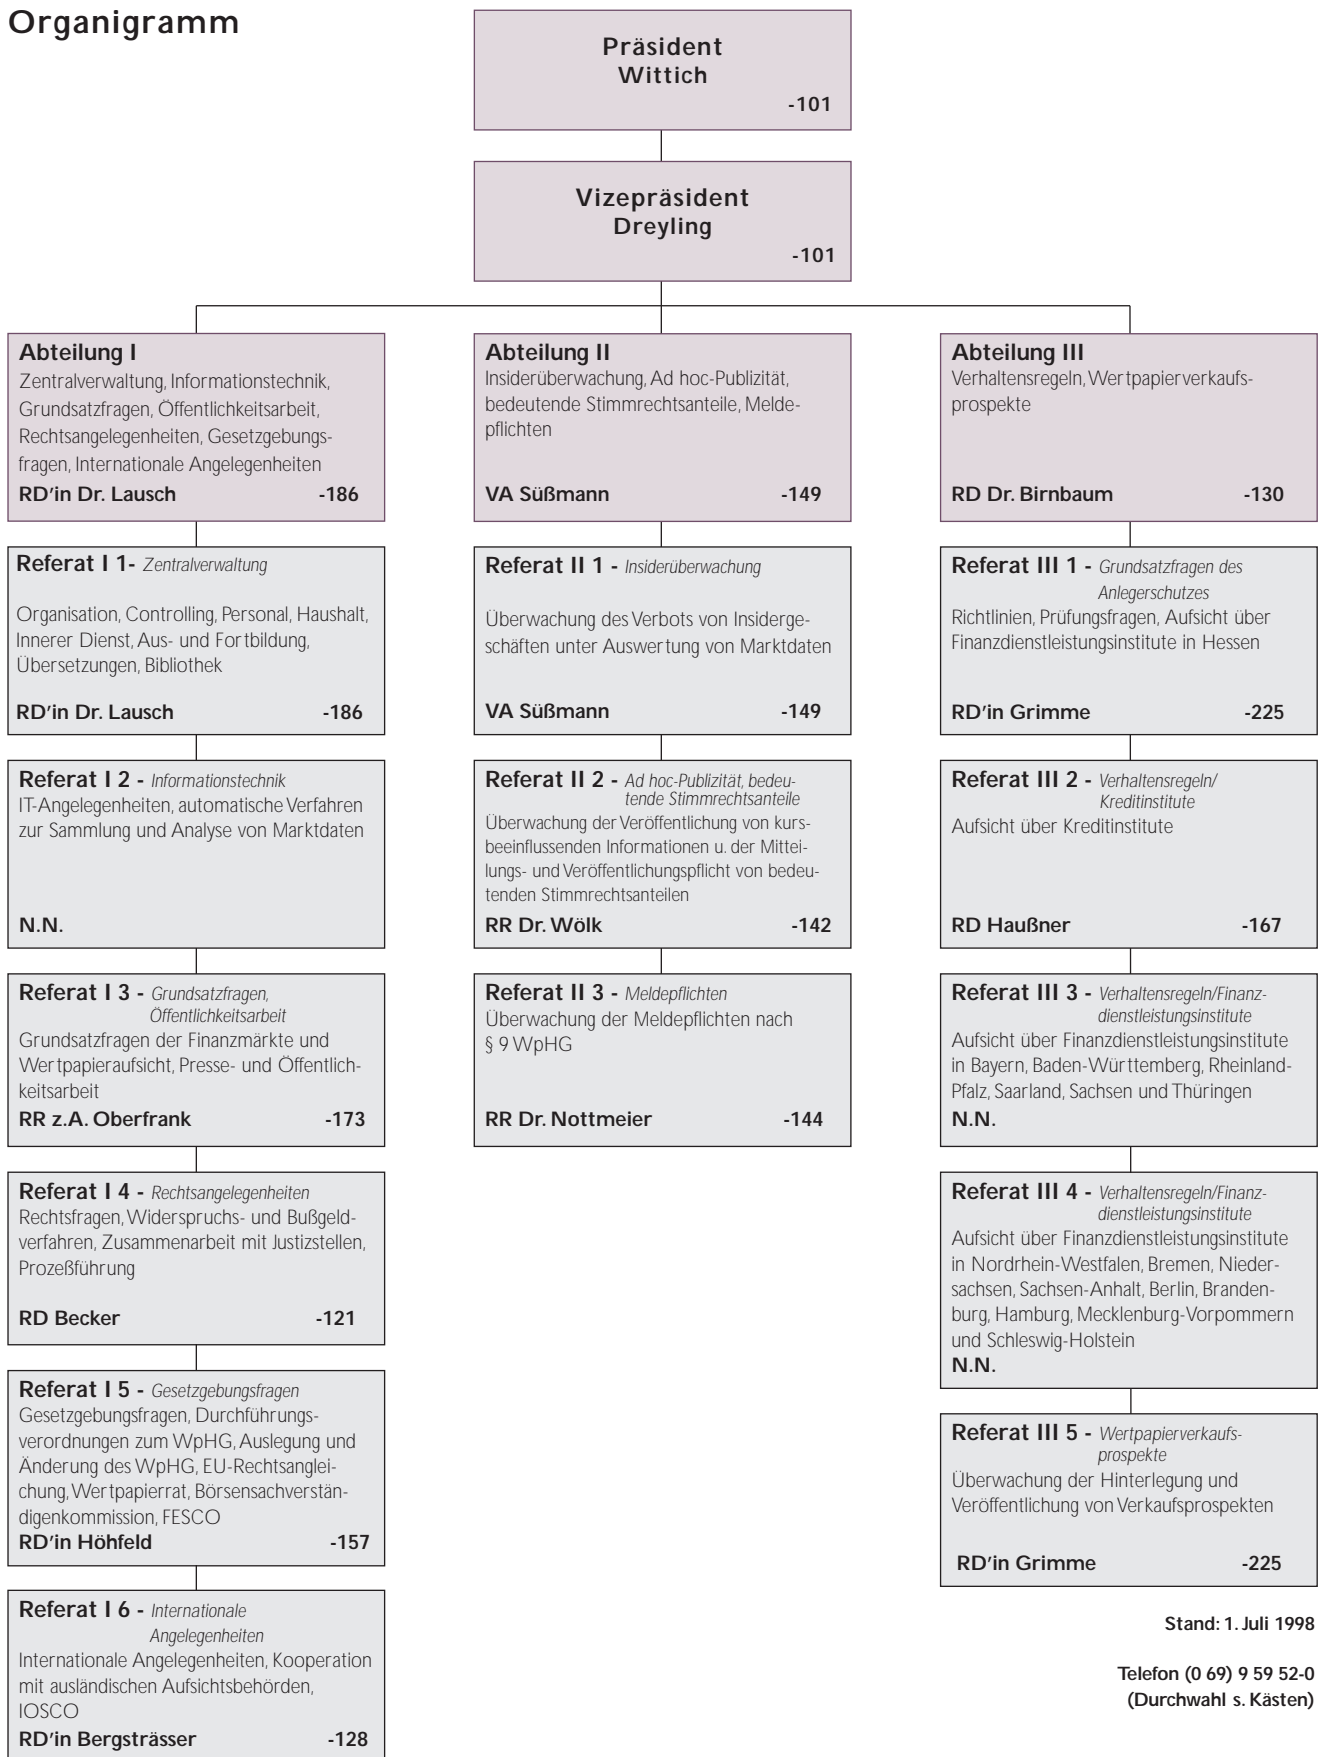 Organigramm
Präsident
Wittich
-101
Vizepräsident
Dreyling
-101
Abteilung I
Zentralverwaltung, Informationstechnik,
Grundsatzfragen, Öffentlichkeitsarbeit,
Rechtsangelegenheiten, Gesetzgebungs-
fragen, Internationale Angelegenheiten
RD'in Dr. Lausch -186
Referat I 1- Zentralverwaltung
Organisation, Controlling, Personal, Haushalt,
Innerer Dienst, Aus- und Fortbildung,
Übersetzungen, Bibliothek
RD'in Dr. Lausch -186
Referat I 2 - Informationstechnik
IT-Angelegenheiten, automatische Verfahren
zur Sammlung und Analyse von Marktdaten
N.N.
Referat I 3 - Grundsatzfragen,
Öffentlichkeitsarbeit
Grundsatzfragen der Finanzmärkte und
Wertpapieraufsicht, Presse- und Öffentlich-
keitsarbeit
RR z.A. Oberfrank -173
Referat I 4 - Rechtsangelegenheiten
Rechtsfragen, Widerspruchs- und Bußgeld-
verfahren, Zusammenarbeit mit Justizstellen,
Prozeßführung
RD Becker -121
Referat I 5 - Gesetzgebungsfragen
Gesetzgebungsfragen, Durchführungs-
verordnungen zum WpHG, Auslegung und
Änderung des WpHG, EU-Rechtsanglei-
chung, Wertpapierrat, Börsensachverstän-
digenkommission, FESCO
RD'in Höhfeld -157
Referat I 6 - Internationale
Angelegenheiten
Internationale Angelegenheiten, Kooperation
mit ausländischen Aufsichtsbehörden,
IOSCO
RD'in Bergsträsser -128
Abteilung II
Insiderüberwachung, Ad hoc-Publizität,
bedeutende Stimmrechtsanteile, Melde-
pflichten
VA Süßmann -149
Referat II 1 - Insiderüberwachung
Überwachung des Verbots von Insiderge-
schäften unter Auswertung von Marktdaten
VA Süßmann -149
Referat II 2 - Ad hoc-Publizität, bedeu-
tende Stimmrechtsanteile
Überwachung der Veröffentlichung von kurs-
beeinflussenden Informationen u. der Mittei-
lungs- und Veröffentlichungspflicht von bedeu-
tenden Stimmrechtsanteilen
RR Dr. Wölk -142
Referat II 3 - Meldepflichten
Überwachung der Meldepflichten nach
§ 9 WpHG
RR Dr. Nottmeier -144
Abteilung III
Verhaltensregeln, Wertpapierverkaufs-
prospekte
RD Dr. Birnbaum -130
Referat III 1 - Grundsatzfragen des
Anlegerschutzes
Richtlinien, Prüfungsfragen, Aufsicht über
Finanzdienstleistungsinstitute in Hessen
RD'in Grimme -225
Referat III 2 - Verhaltensregeln/
Kreditinstitute
Aufsicht über Kreditinstitute
RD Haußner -167
Referat III 3 - Verhaltensregeln/Finanz-
dienstleistungsinstitute
Aufsicht über Finanzdienstleistungsinstitute
in Bayern, Baden-Württemberg, Rheinland-
Pfalz, Saarland, Sachsen und Thüringen
N.N.
Referat III 4 - Verhaltensregeln/Finanz-
dienstleistungsinstitute
Aufsicht über Finanzdienstleistungsinstitute
in Nordrhein-Westfalen, Bremen, Nieder-
sachsen, Sachsen-Anhalt, Berlin, Branden-
burg, Hamburg, Mecklenburg-Vorpommern
und Schleswig-Holstein
N.N.
Referat III 5 - Wertpapierverkaufs-
prospekte
Überwachung der Hinterlegung und
Veröffentlichung von Verkaufsprospekten
RD'in Grimme -225
Stand: 1. Juli 1998
Telefon (0 69) 9 59 52-0
(Durchwahl s. Kästen)